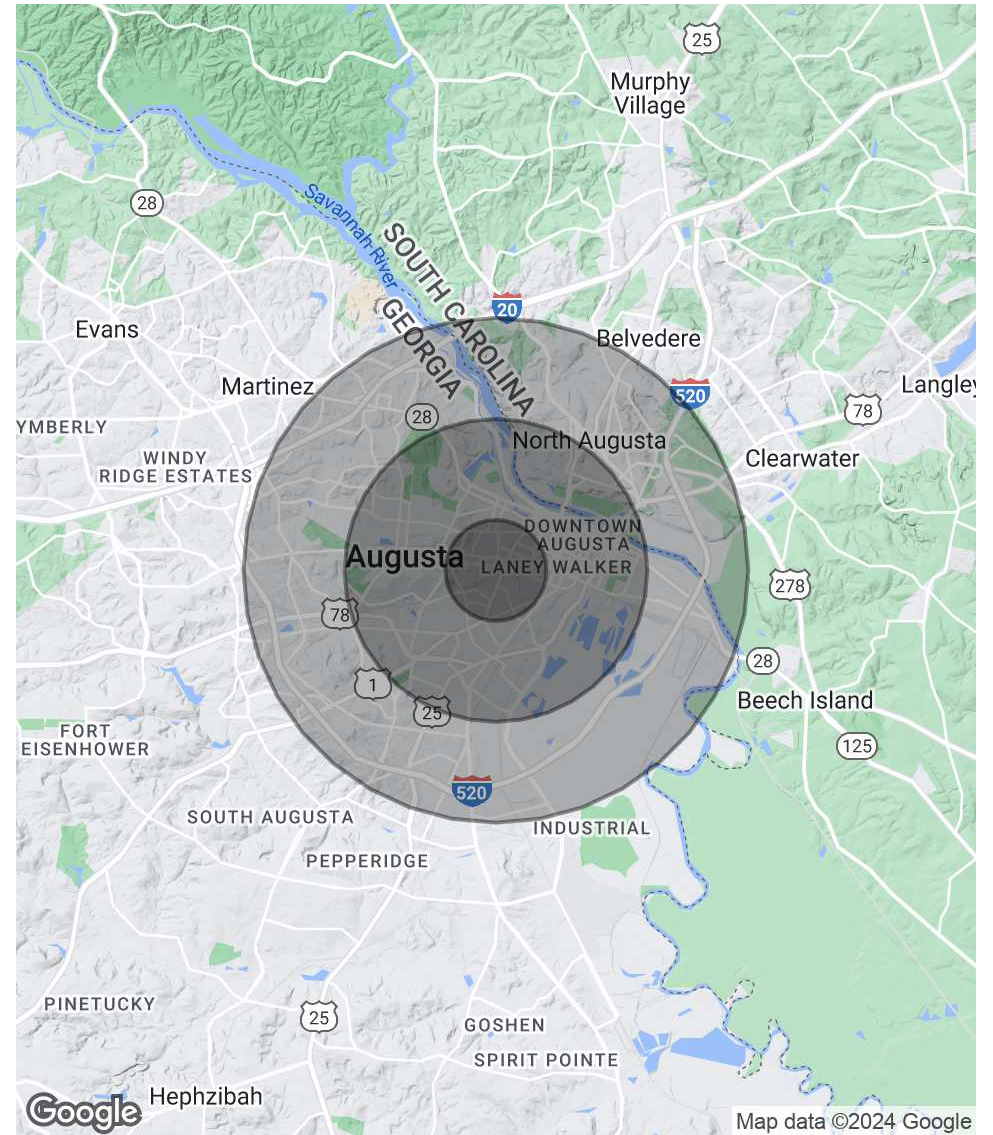 25
Murphy
Village
28
Savannah River
SOUTH CAROLINA
GEORGIA
20
Evans
Belvedere
Martinez
520
Langley
28
78
YMBERLY
North Augusta
WINDY
RIDGE ESTATES
Clearwater
DOWNTOWN
AUGUSTA
Augusta
LANEY WALKER
278
78
28
1
25
Beech Island
FORT
EISENHOWER
125
520
SOUTH AUGUSTA
INDUSTRIAL
PEPPERIDGE
PINETUCKY
25
GOSHEN
SPIRIT POINTE
Hephzibah
Google
Map data ©2024 Google